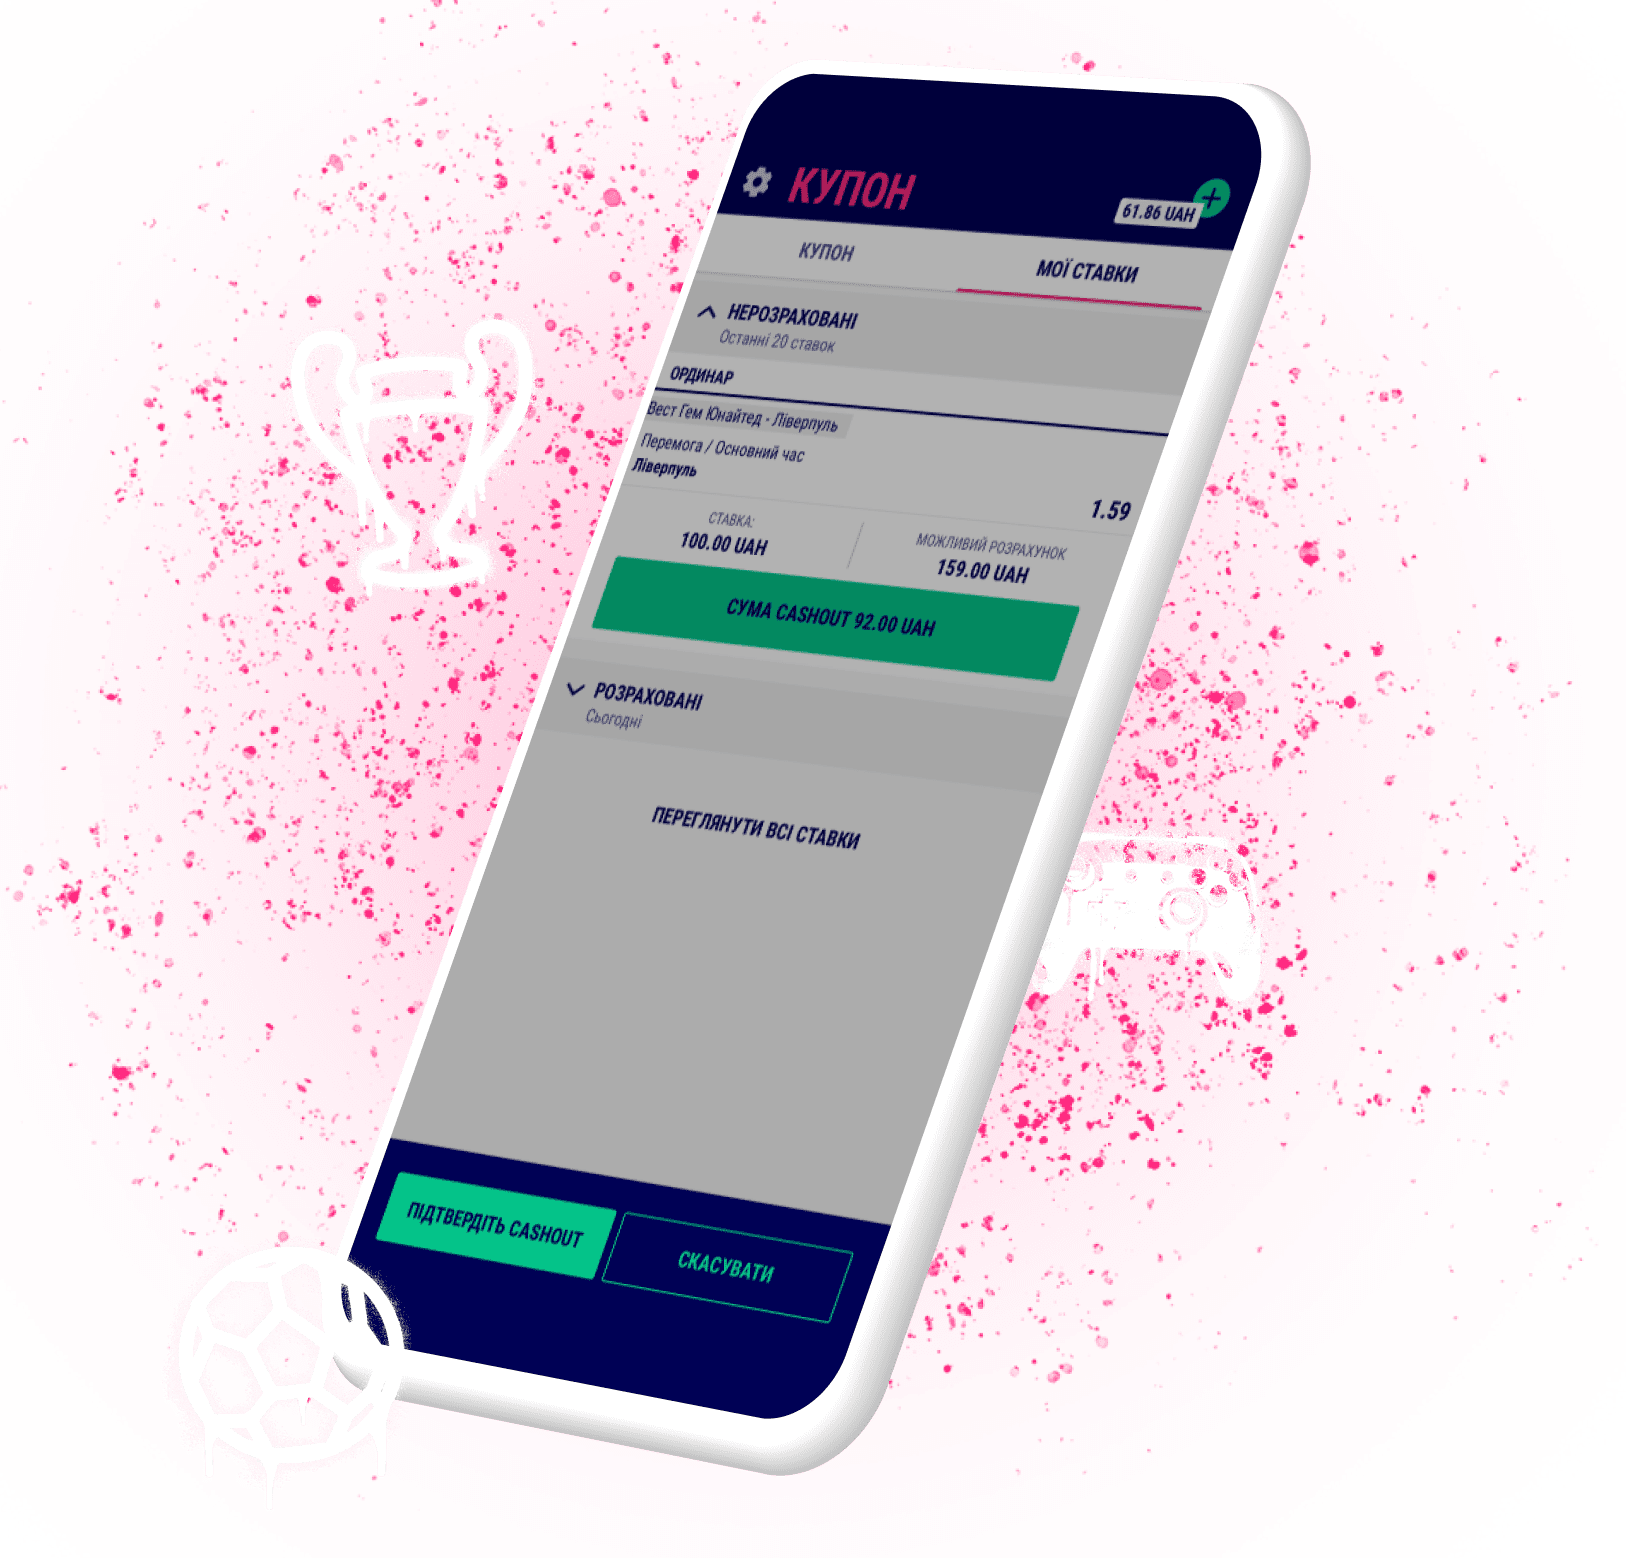 КУПОН
61.86 UAH
КУПОН
МОЇ СТАВКИ
НЕРОЗРАХОВАНІ
Останні 20 ставок
ОРДИНАР
Вест Гем Юнайтед - Ліверпуль
Перемога / Основний час
Ліверпуль
1.59
СТАВКА:
100.00 UAH
МОЖЛИВИЙ РОЗРАХУНОК
159.00 UAH
СУМА CASHOUT 92.00 UAH
РОЗРАХОВАНІ
Сьогодні
ПЕРЕГЛЯНУТИ ВСІ СТАВКИ
ПІДТВЕРДІТЬ CASHOUT
СКАСУВАТИ